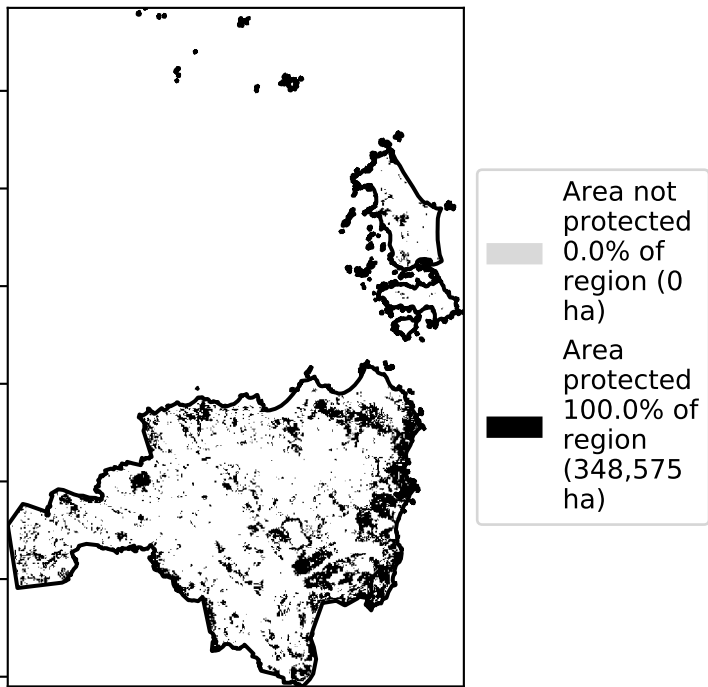 Area not
protected
0.0% of
region (0
ha)
Area
protected
100.0% of
region
(348,575
ha)